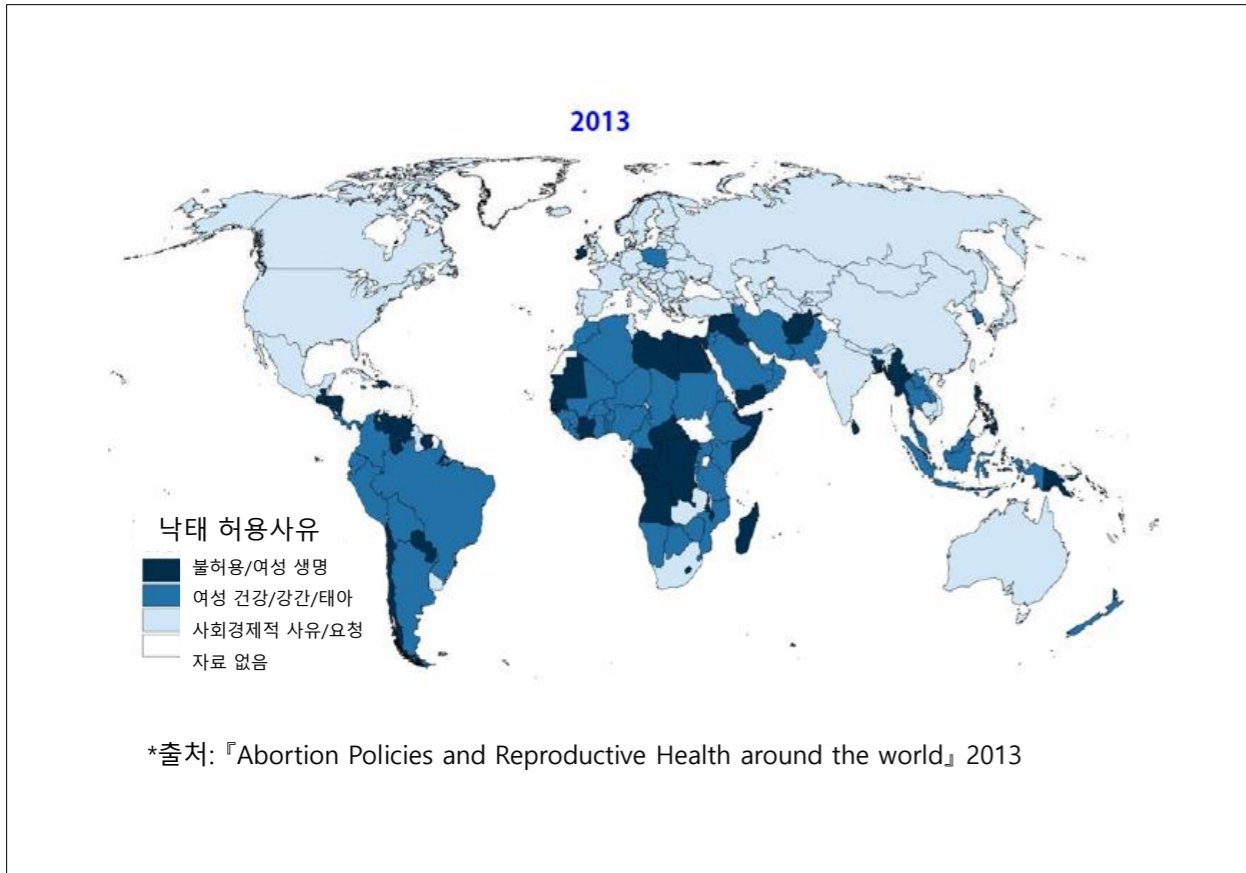 2013
낙태 허용사유
불허용/여성 생명
여성 건강/강간/태아
사회경제적 사유/요청
자료 없음
*출처: 『Abortion Policies and Reproductive Health around the world』 2013